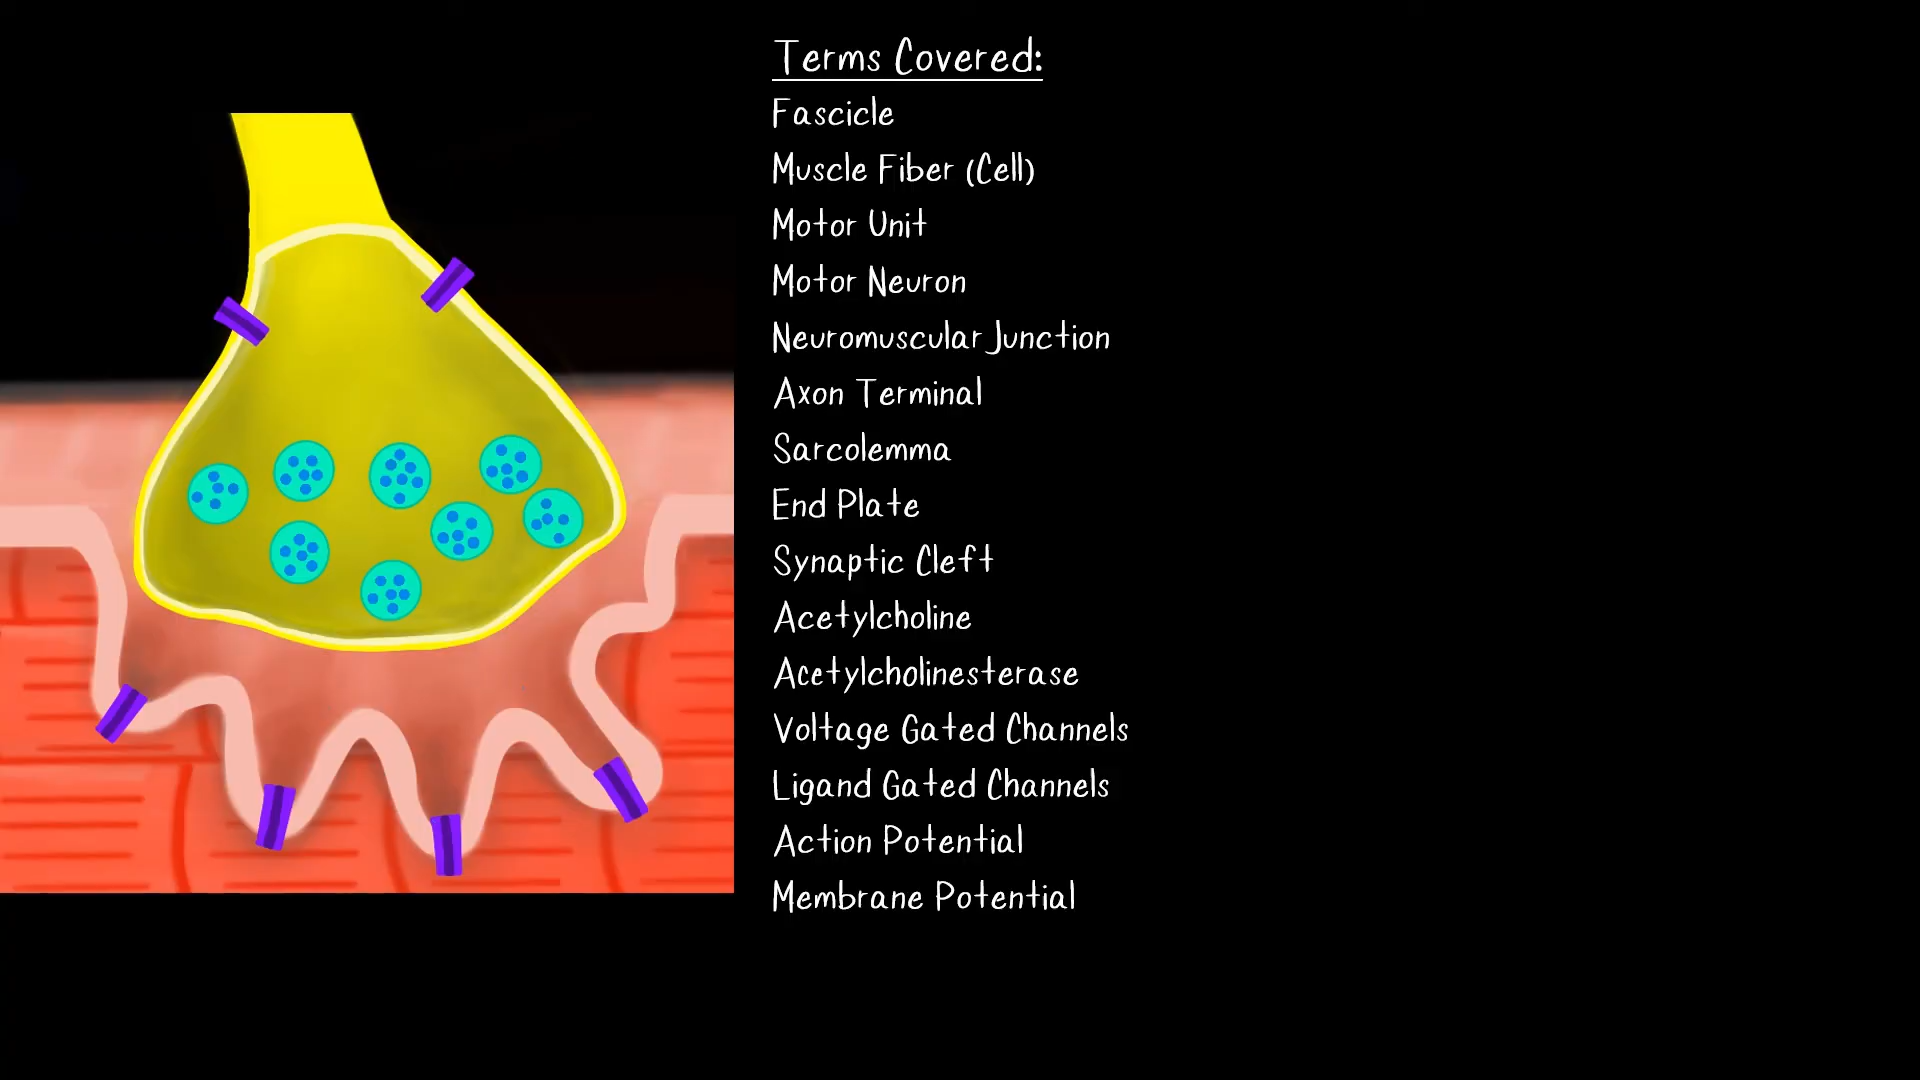 Terms Covered:
Fascicle
Muscle Fiber (Cell)
Motor Unit
Motor Neuron
Neuromuscular Junction
Axon Terminal
Sarcolemma
End Plate
Synaptic Cleft
Acetylcholine
Acetylcholinesterase
Voltage Gated Channels
Ligand Gated Channels
Action Potential
Membrane Potential